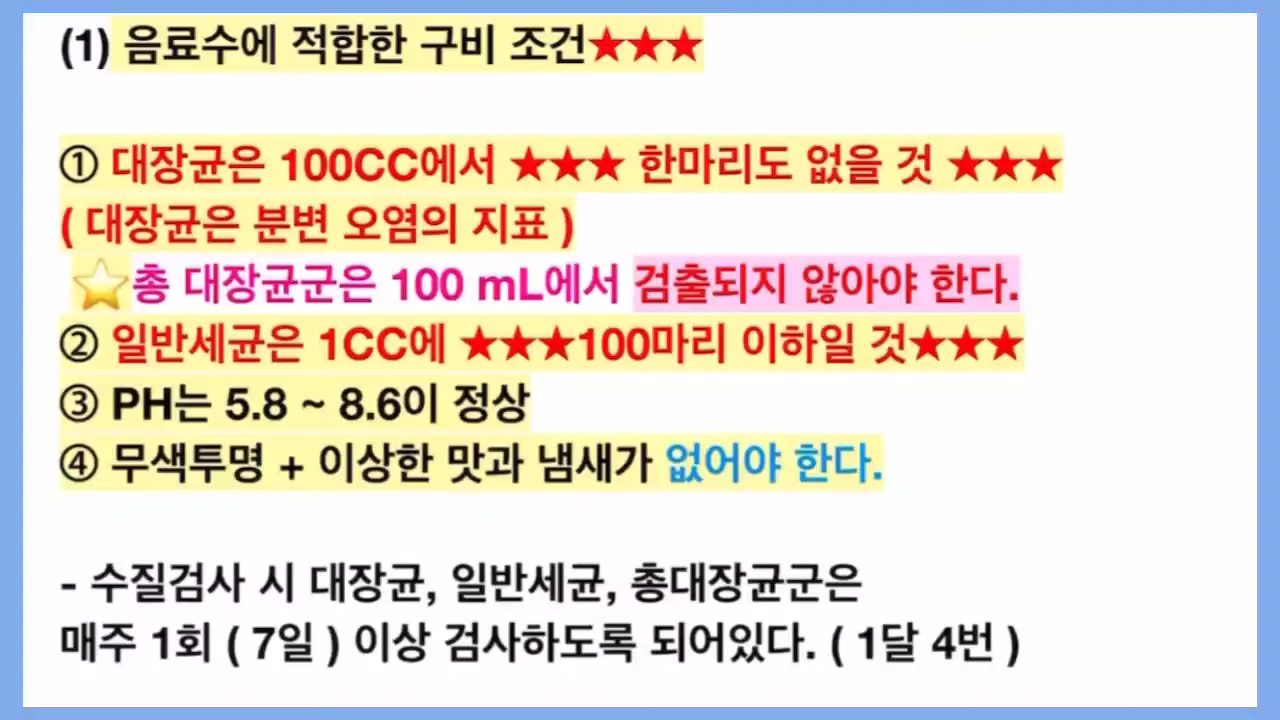 (1) 음료수에 적합한 구비 조건★★★
① 대장균은 100CC에서 ★★★ 한마리도 없을 것 ★★★
( 대장균은 분변 오염의 지표 )
⭐총 대장균군은 100 mL에서 검출되지 않아야 한다.
② 일반세균은 1CC에 ★★★100마리 이하일 것★★★
③ PH는 5.8 ~ 8.6이 정상
④ 무색투명 + 이상한 맛과 냄새가 없어야 한다.
- 수질검사 시 대장균, 일반세균, 총대장균군은
매주 1회 ( 7일 ) 이상 검사하도록 되어있다. ( 1달 4번 )